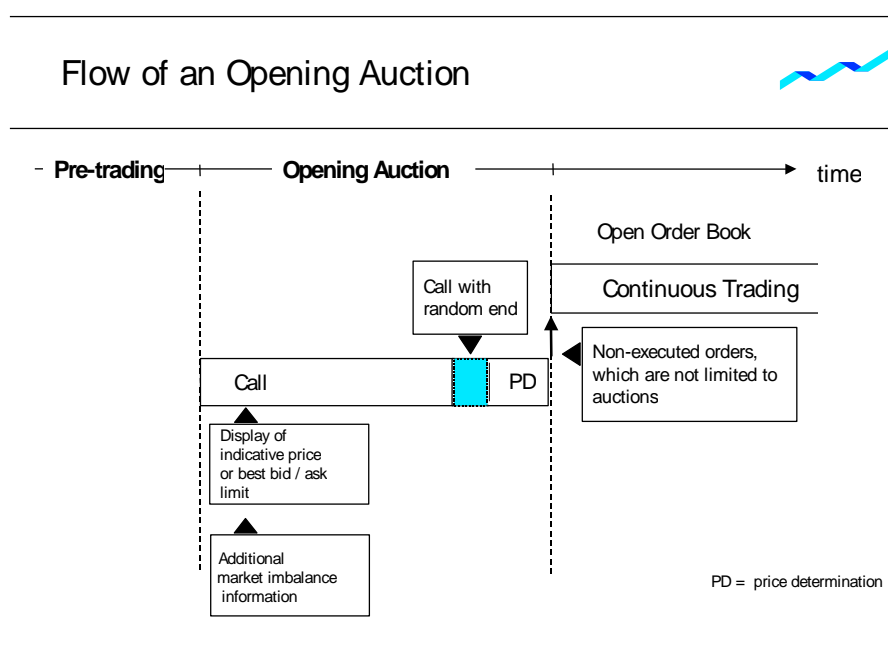 Flow of an Opening Auction
Pre-trading Opening Auction time
Open Order Book
Continuous Trading
Call with
random end
Non-executed orders,
which are not limited to
auctions
Call PD
Display of
indicative price
or best bid / ask
limit
Additional
market imbalance
information
PD = price determination